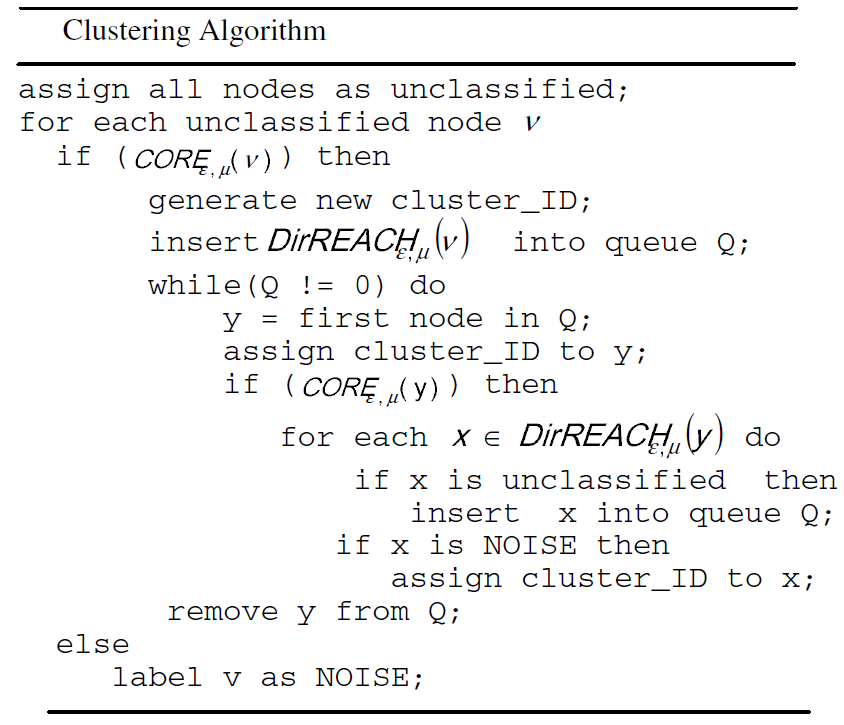 Clustering Algorithm
assign all nodes as unclassified;
for each unclassified node ν
if (CORE_{ε,μ}(ν)) then
generate new cluster_ID;
insert DirREACH_{ε,μ}(ν) into queue Q;
while(Q != 0) do
y = first node in Q;
assign cluster_ID to y;
if (CORE_{ε,μ}(y)) then
for each x ∈ DirREACH_{ε,μ}(y) do
if x is unclassified then
insert x into queue Q;
if x is NOISE then
assign cluster_ID to x;
remove y from Q;
else
label v as NOISE;